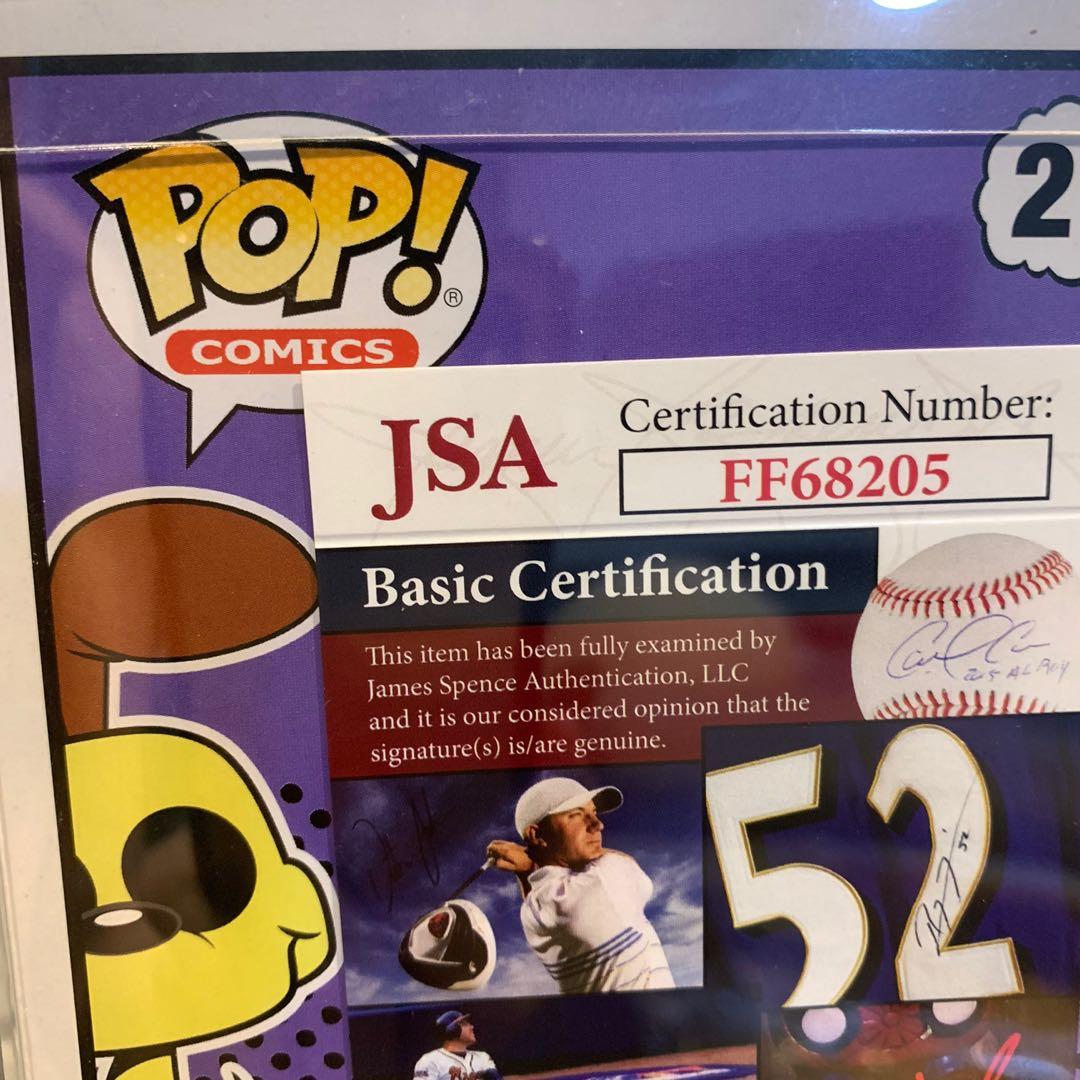 POP!®
COMICS
2
JSA
Certification Number:
FF68205
Basic Certification
This item has been fully examined by
James Spence Authentication, LLC
and it is our considered opinion that the
signature(s) is/are genuine.
52
52